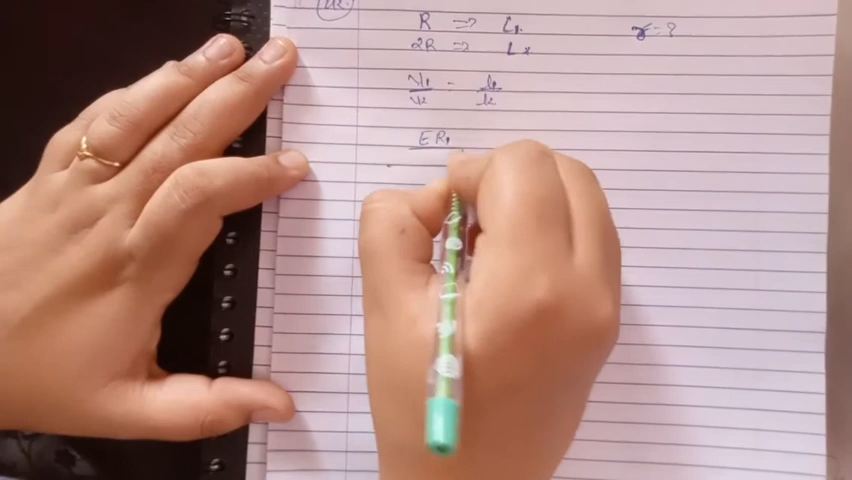 R ⇒ l₁ r = ?
2R ⇒ l₂
V₁/V₂ = l₁/l₂
ER₁